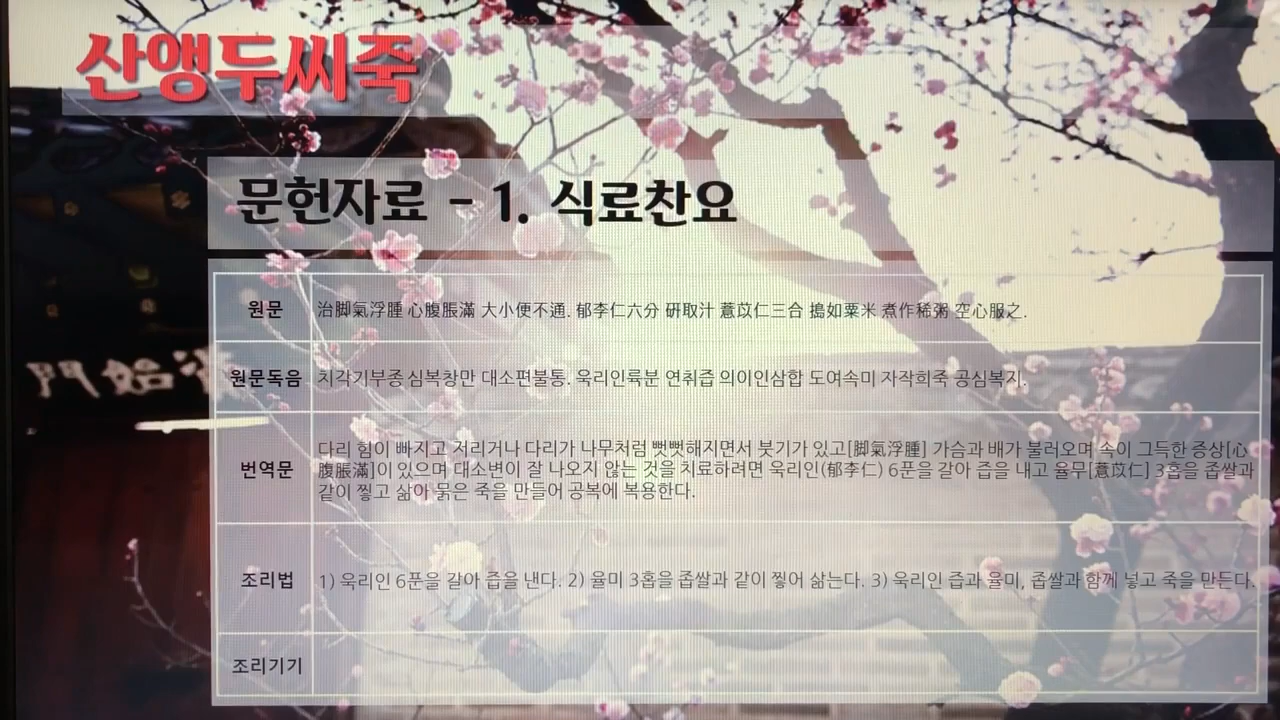 산앵두씨죽
문헌자료 - 1. 식료찬요
원문 治脚氣浮腫 心腹脹滿 大小便不通. 郁李仁六分 硏取汁 薏苡仁三合 搗如粟米 煮作稀粥 空心服之.
원문독음 치각기부종 심복창만 대소편불통. 욱리인륙분 연취즙 의이인삼합 도여속미 자작희죽 공심복지.
번역문 다리 힘이 빠지고 저리거나 다리가 나무처럼 뻣뻣해지면서 붓기가 있고[脚氣浮腫] 가슴과 배가 불러오며 속이 그득한 증상[心
腹脹滿]이 있으며 대소변이 잘 나오지 않는 것을 치료하려면 욱리인(郁李仁) 6푼을 갈아 즙을 내고 율무[薏苡仁] 3홉을 좁쌀과
같이 찧고 삶아 묽은 죽을 만들어 공복에 복용한다.
조리법 1) 욱리인 6푼을 갈아 즙을 낸다. 2) 율미 3홉을 좁쌀과 같이 찧어 삶는다. 3) 욱리인 즙과 율미, 좁쌀과 함께 넣고 죽을 만든다.
조리기기
門始